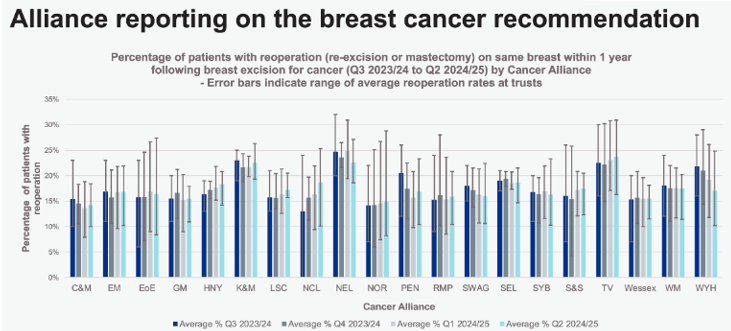 Alliance reporting on the breast cancer recommendation
Percentage of patients with reoperation (re-excision or mastectomy) on same breast within 1 year
following breast excision for cancer (Q3 2023/24 to Q2 2024/25) by Cancer Alliance
- Error bars indicate range of average reoperation rates at trusts
Percentage of patients with
reoperation
35%
30%
25%
20%
15%
10%
5%
0%
C&M EM EoE GM HNY K&M LSC NCL NEL NOR PEN RMP SWAG SEL SYB S&S TV Wessex WM WYH
Cancer Alliance
Average % Q3 2023/24 Average % Q4 2023/24 Average % Q1 2024/25 Average % Q2 2024/25